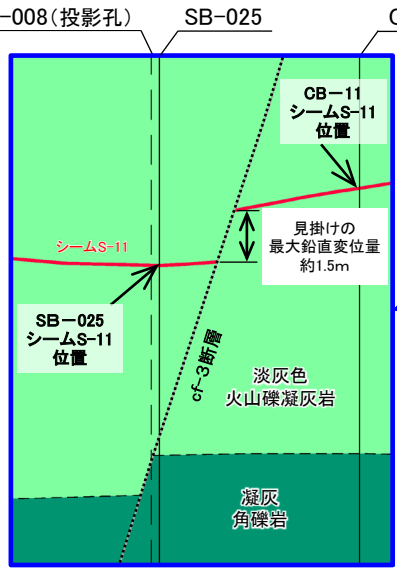 -008(投影孔)
SB-025
CB-11
シームS-11
位置
シームS-11
見掛けの
最大鉛直変位量
約1.5m
SB-025
シームS-11
位置
cf-3断層
淡灰色
火山礫凝灰岩
凝灰
角礫岩